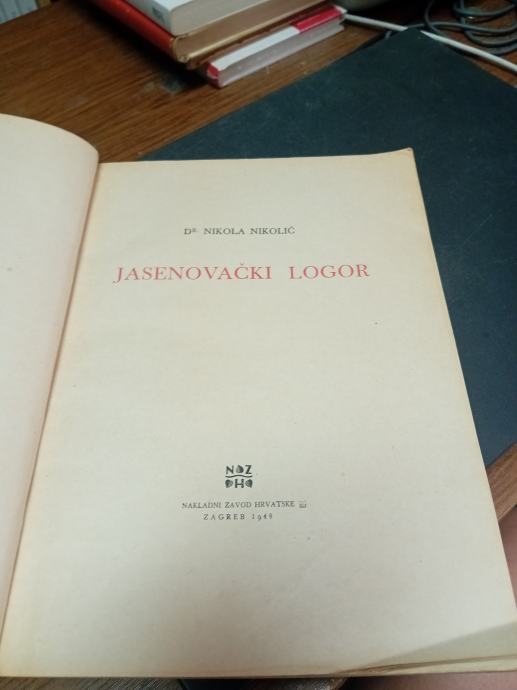 Dr. NIKOLA NIKOLIĆ
JASENOVAČKI LOGOR
NAKLADNI ZAVOD HRVATSKE
ZAGREB 1948